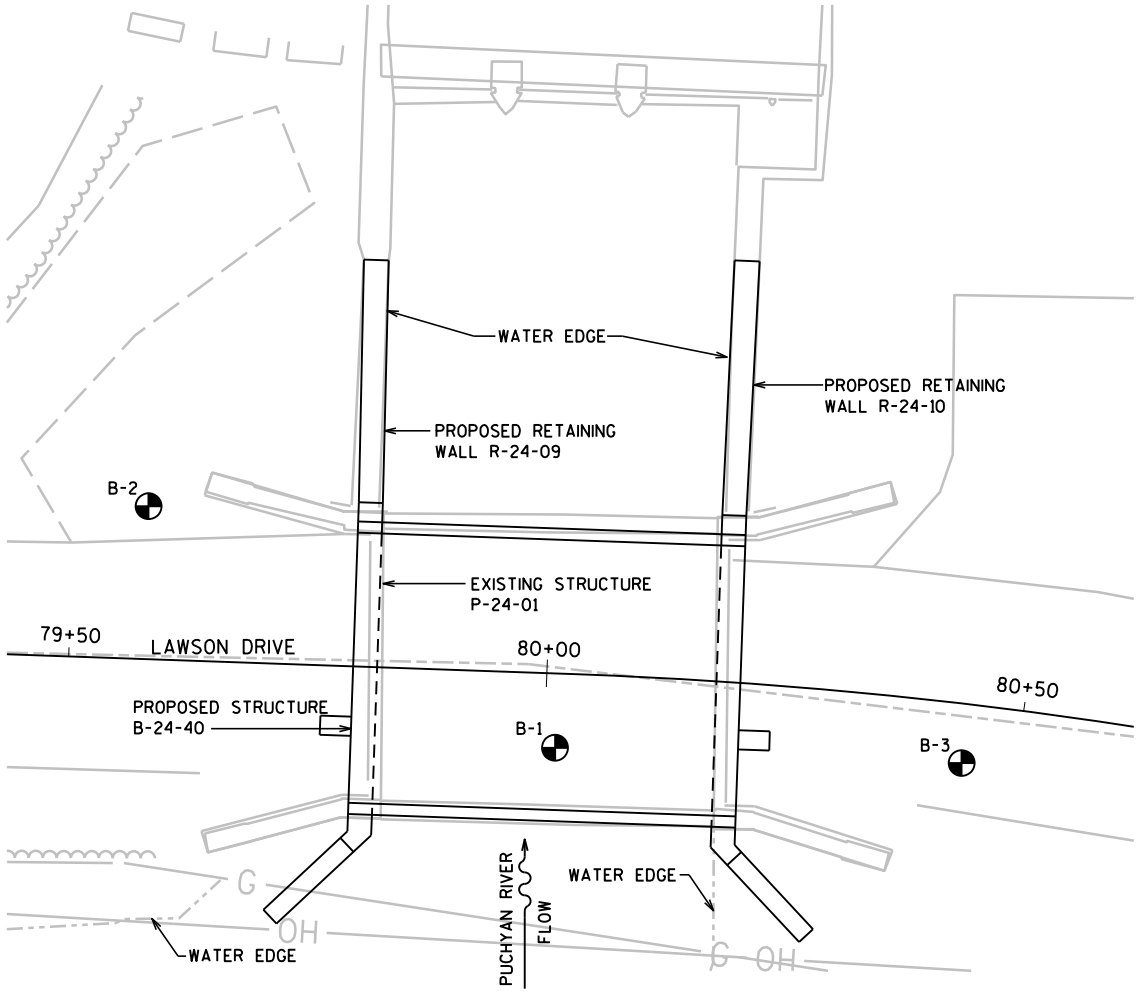 WATER EDGE
PROPOSED RETAINING
WALL R-24-10
PROPOSED RETAINING
WALL R-24-09
B-2
EXISTING STRUCTURE
P-24-01
79+50
LAWSON DRIVE
80+00
80+50
PROPOSED STRUCTURE
B-24-40
B-1
B-3
PUCHYAN RIVER
FLOW
WATER EDGE
G
OH
WATER EDGE
G
OH